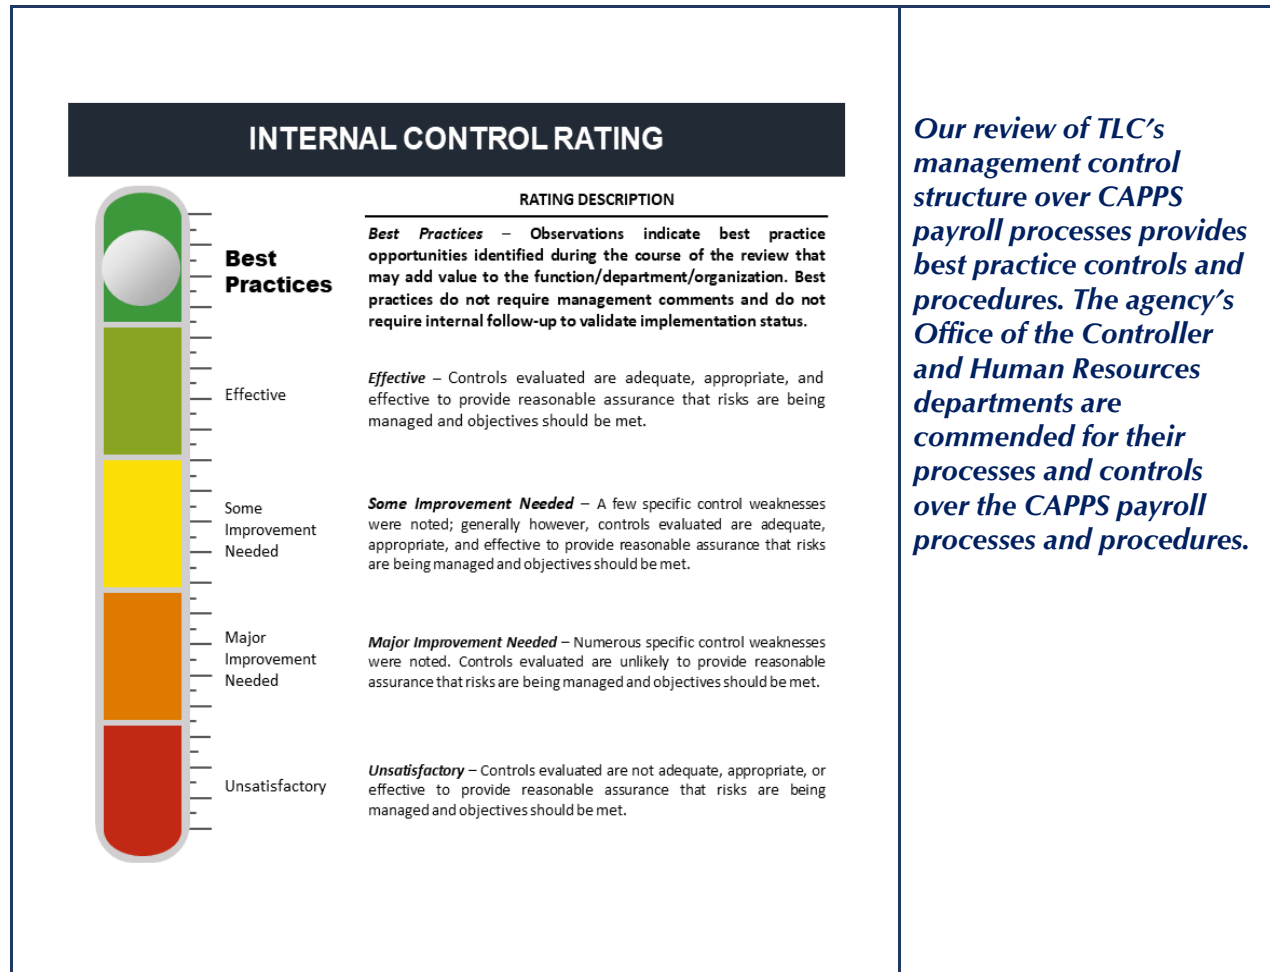 INTERNAL CONTROL RATING
RATING DESCRIPTION
Best
Practices
Best Practices – Observations indicate best practice
opportunities identified during the course of the review that
may add value to the function/department/organization. Best
practices do not require management comments and do not
require internal follow-up to validate implementation status.
Effective
Effective – Controls evaluated are adequate, appropriate, and
effective to provide reasonable assurance that risks are being
managed and objectives should be met.
Some
Improvement
Needed
Some Improvement Needed – A few specific control weaknesses
were noted; generally however, controls evaluated are adequate,
appropriate, and effective to provide reasonable assurance that risks
are being managed and objectives should be met.
Major
Improvement
Needed
Major Improvement Needed – Numerous specific control weaknesses
were noted. Controls evaluated are unlikely to provide reasonable
assurance that risks are being managed and objectives should be met.
Unsatisfactory
Unsatisfactory – Controls evaluated are not adequate, appropriate, or
effective to provide reasonable assurance that risks are being
managed and objectives should be met.
Our review of TLC’s
management control
structure over CAPPS
payroll processes provides
best practice controls and
procedures. The agency’s
Office of the Controller
and Human Resources
departments are
commended for their
processes and controls
over the CAPPS payroll
processes and procedures.